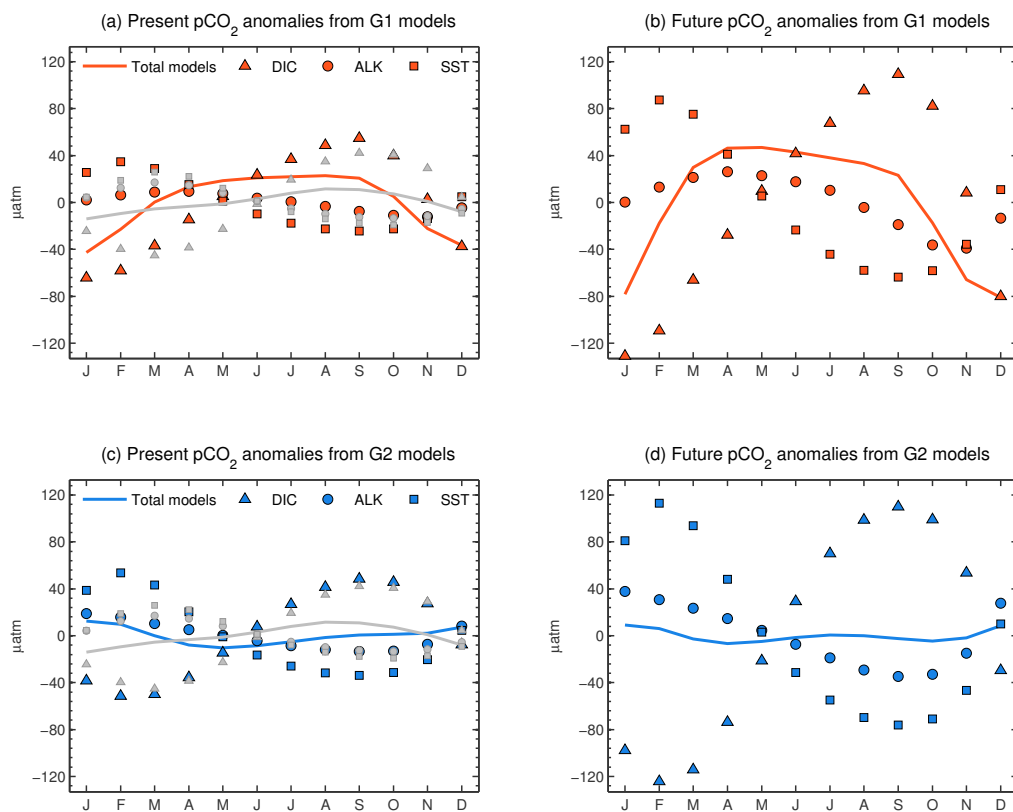 (a) Present pCO2 anomalies from G1 models
(b) Future pCO2 anomalies from G1 models
120
80
40
0
−40
−80
−120
µatm
Total models DIC ALK SST
J F M A M J J A S O N D
120
80
40
0
−40
−80
−120
J F M A M J J A S O N D
(c) Present pCO2 anomalies from G2 models
(d) Future pCO2 anomalies from G2 models
120
80
40
0
−40
−80
−120
µatm
Total models DIC ALK SST
J F M A M J J A S O N D
120
80
40
0
−40
−80
−120
J F M A M J J A S O N D